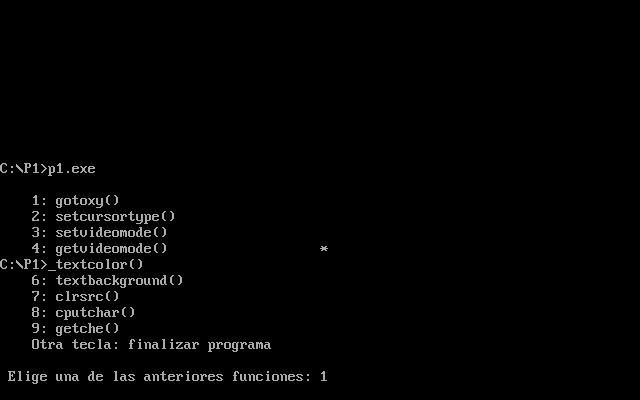 C:\P1>p1.exe
1: gotoxy()
2: setcursortype()
3: setvideomode()
4: getvideomode() *
C:\P1>_textcolor()
6: textbackground()
7: clrsrc()
8: cputchar()
9: getche()
Otra tecla: finalizar programa
Elige una de las anteriores funciones: 1